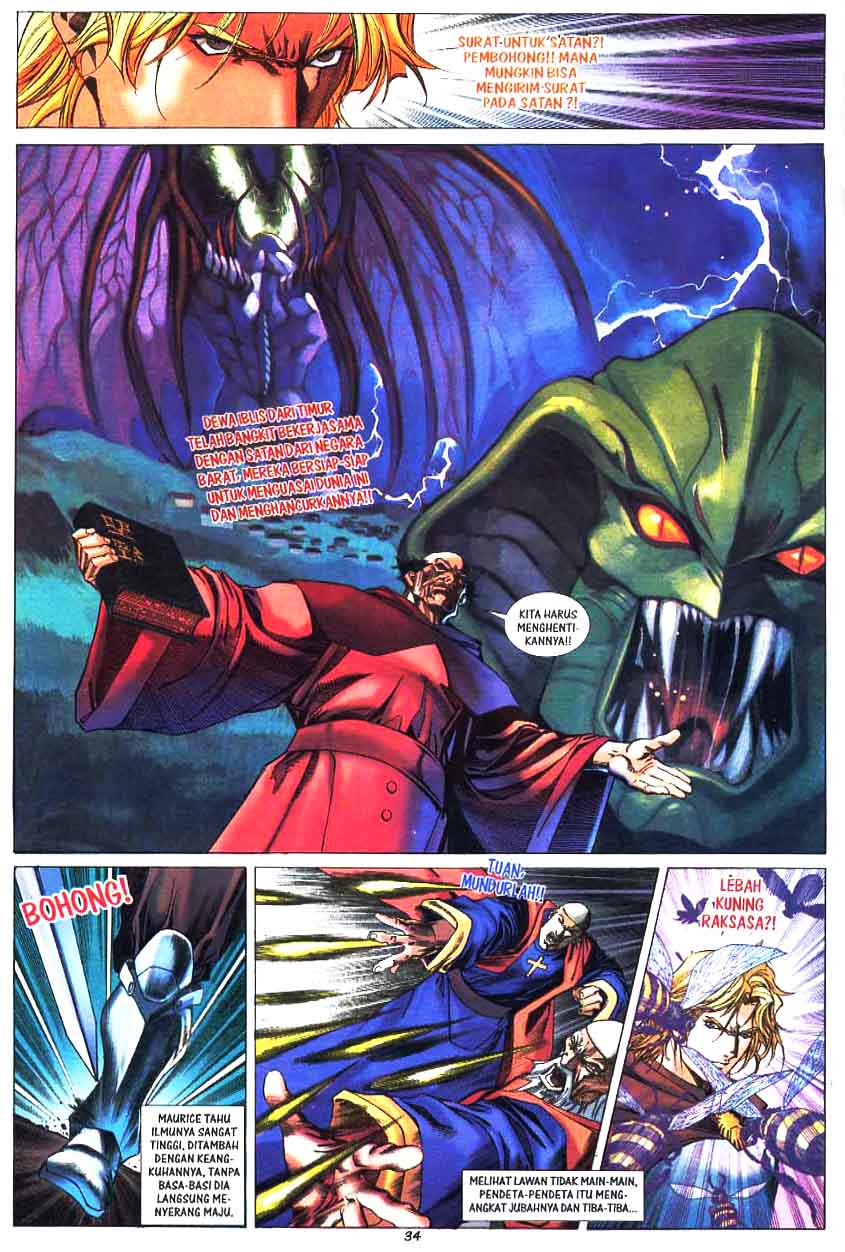 SURAT-UNTUK SATAN?!
PEMBOHONG!! MANA
MUNGKIN BISA
MENGIRIM-SURAT
PADA SATAN?!
DEWA IBLIS DARI TIMUR
TELAH BANGKIT BEKERJASAMA
DENGAN SATAN DARI NEGARA
BARAT, MEREKA BERSIAP-SIAP
UNTUK MENGUASAI DUNIA INI
DAN MENGHANCURKANNYA!!
KITA HARUS
MENGHENTI-
KANNYA!!
BOHONG!
MAURICE TAHU
ILMUNYA SANGAT
TINGGI, DITAMBAH
DENGAN KEANG-
KUHANNYA, TANPA
BASA-BASI DIA
LANGSUNG ME-
NYERANG MAJU.
TUAN,
MUNDURLAH!!
MELIHAT LAWAN TIDAK MAIN-MAIN,
PENDETA-PENDETA ITU MENG-
ANGKAT JUBAHNYA DAN TIBA-TIBA...
LEBAH
KUNING
RAKSASA?!
34